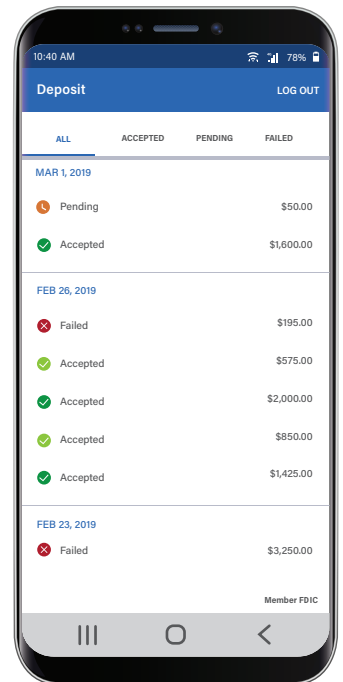 10:40 AM 78%
Deposit LOG OUT
ALL ACCEPTED PENDING FAILED
MAR 1, 2019
Pending $50.00
Accepted $1,600.00
FEB 26, 2019
Failed $195.00
Accepted $575.00
Accepted $2,000.00
Accepted $850.00
Accepted $1,425.00
FEB 23, 2019
Failed $3,250.00
Member FDIC